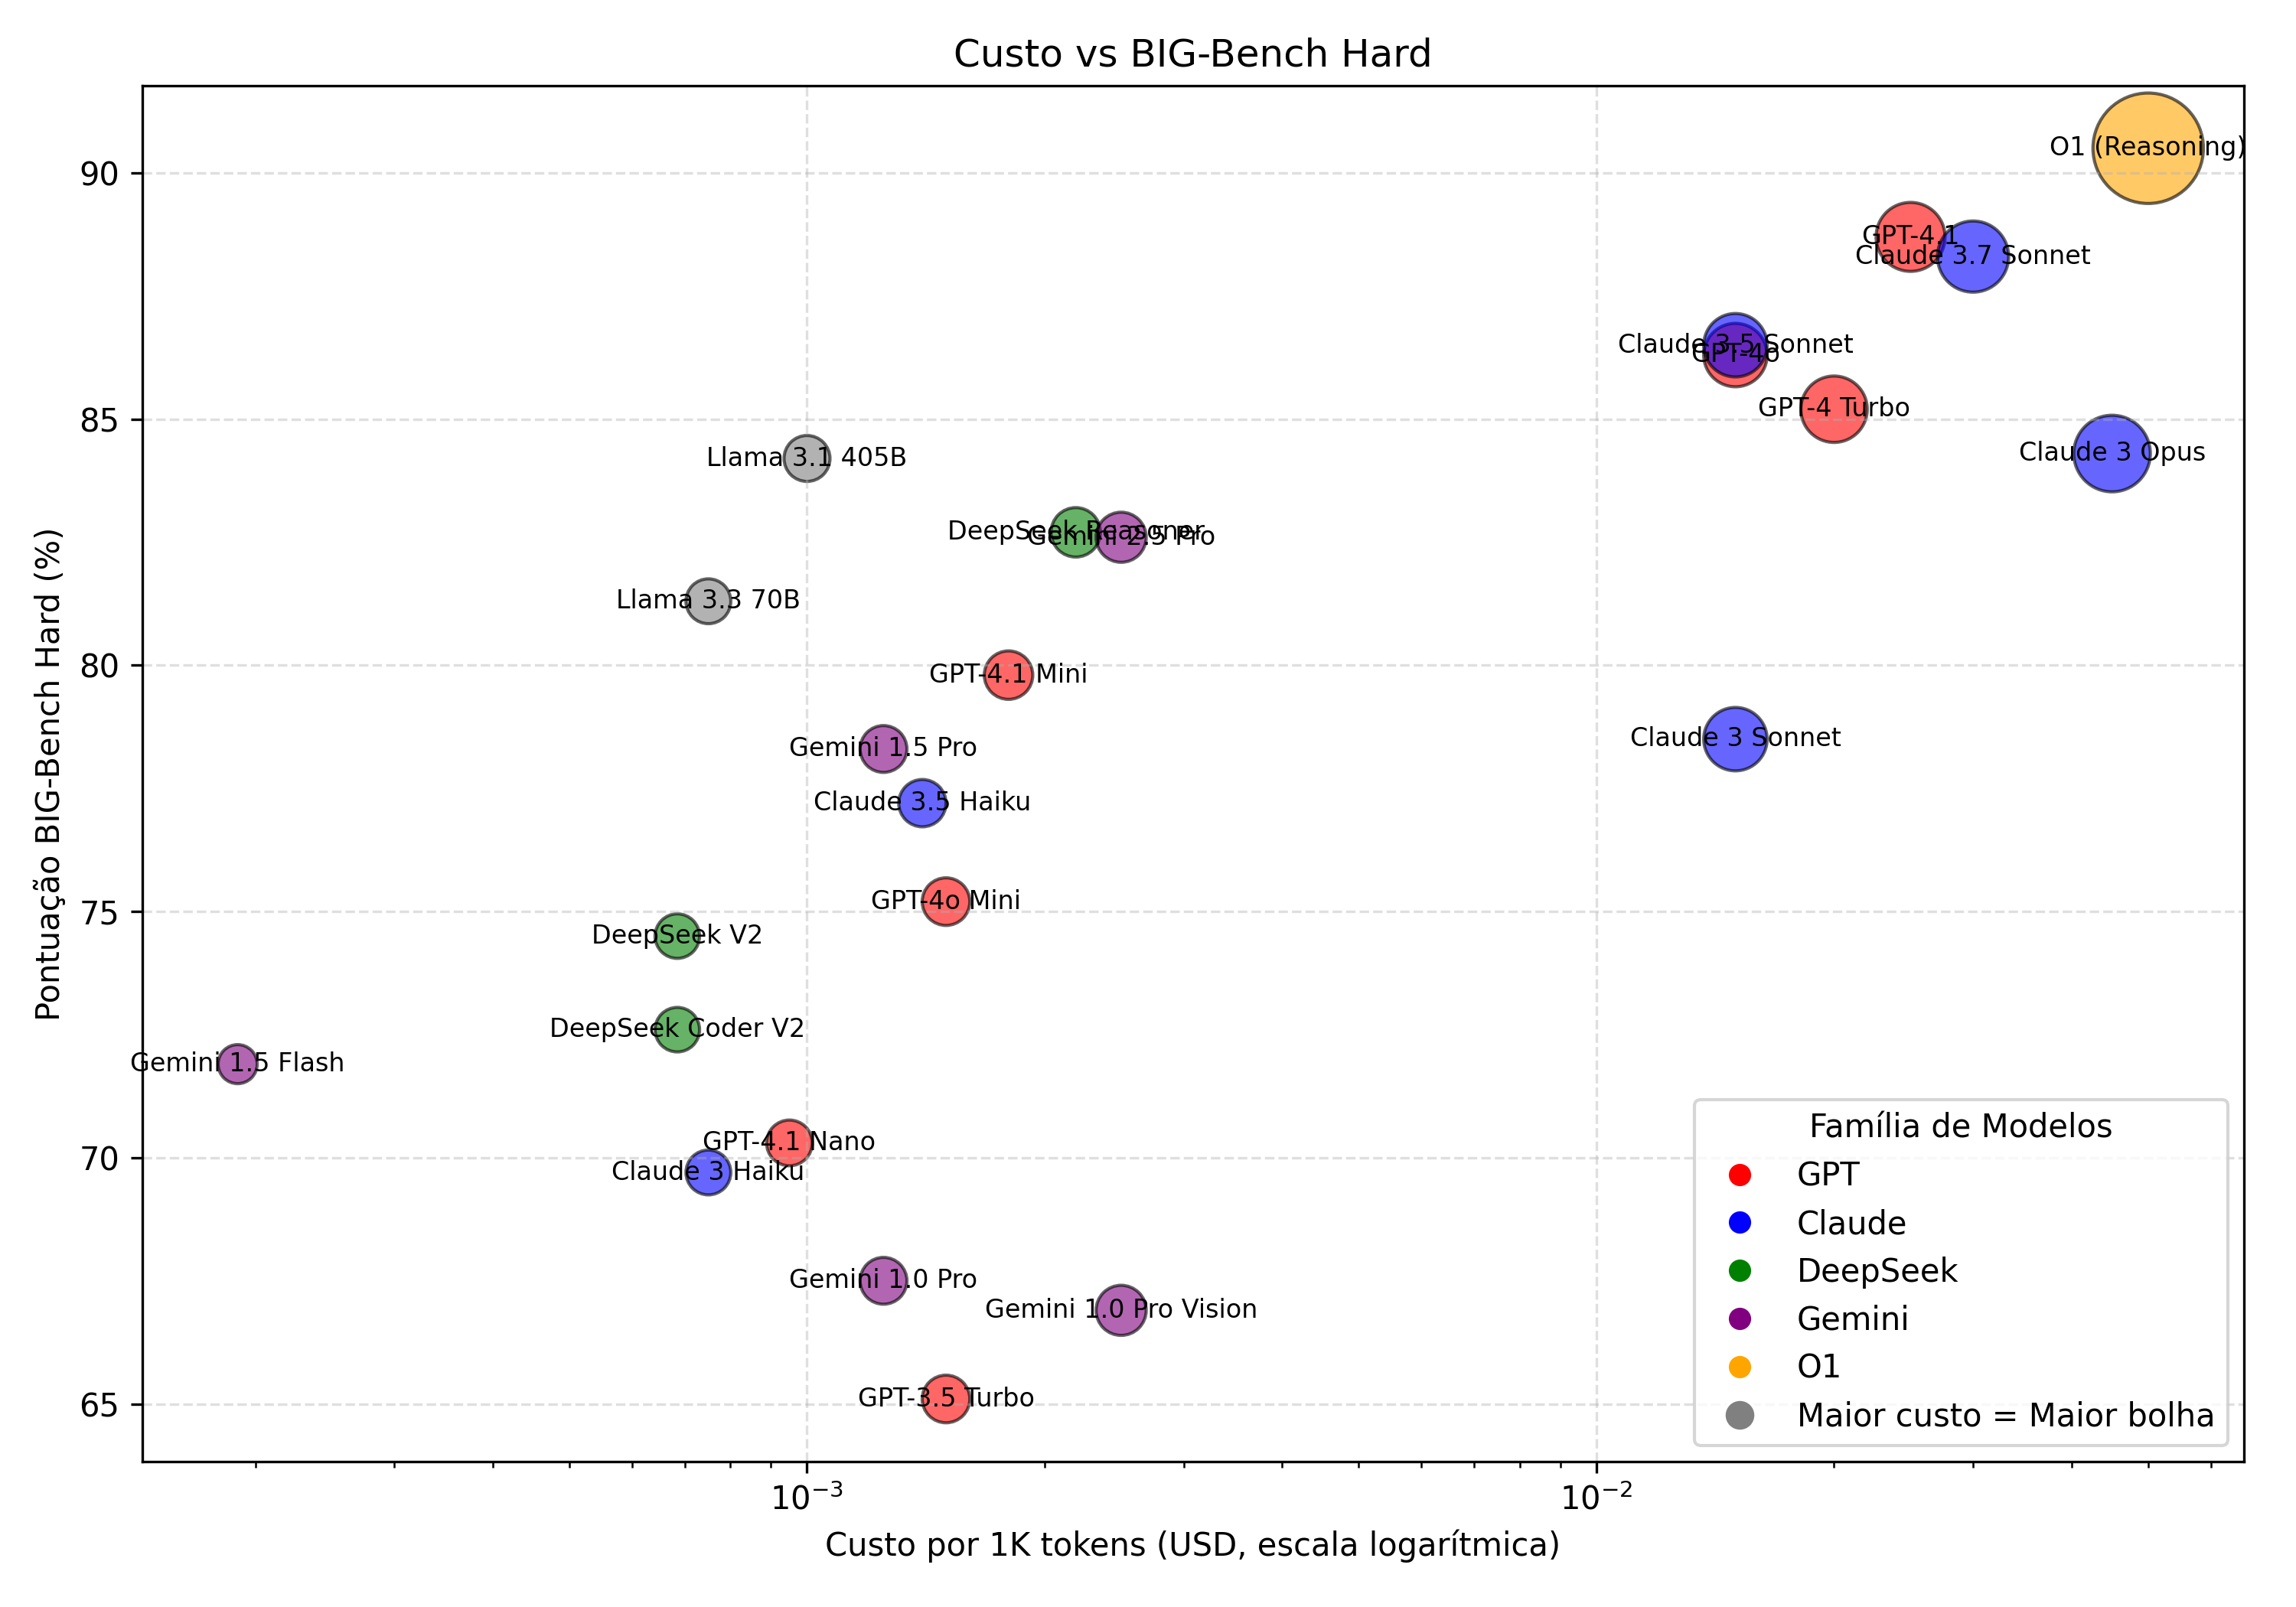 Custo vs BIG-Bench Hard
O1 (Reasoning)
90
GPT-4.1
Claude 3.7 Sonnet
Claude 3.5 Sonnet
GPT-4o
85
GPT-4 Turbo
Llama 3.1 405B
Claude 3 Opus
DeepSeek Reasoner
Gemini 2.5 Pro
Llama 3.3 70B
80
GPT-4.1 Mini
Gemini 1.5 Pro
Claude 3 Sonnet
Claude 3.5 Haiku
GPT-4o Mini
75
DeepSeek V2
DeepSeek Coder V2
Gemini 1.5 Flash
GPT-4.1 Nano
70
Claude 3 Haiku
Gemini 1.0 Pro
Gemini 1.0 Pro Vision
GPT-3.5 Turbo
65
Pontuação BIG-Bench Hard (%)
Família de Modelos
GPT
Claude
DeepSeek
Gemini
O1
Maior custo = Maior bolha
10⁻³
10⁻²
Custo por 1K tokens (USD, escala logarítmica)